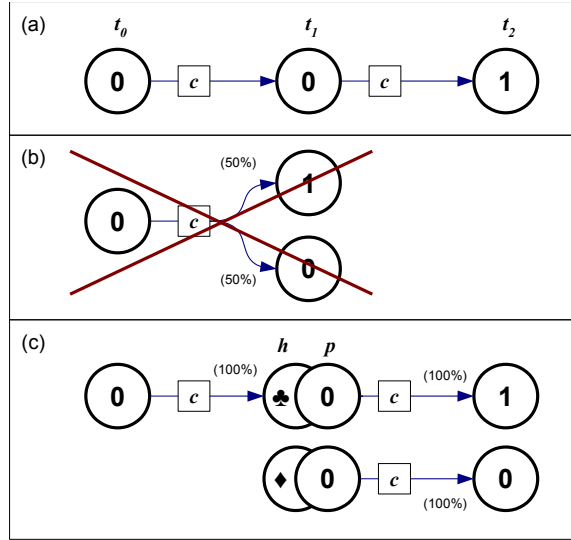 (a) t0 t1 t2
0 c 0 c 1
(b)
(50%) 1
0 c
(50%) 0
(c) h p
0 c (100%) ♣ 0 c (100%) 1
♦ 0 c (100%) 0